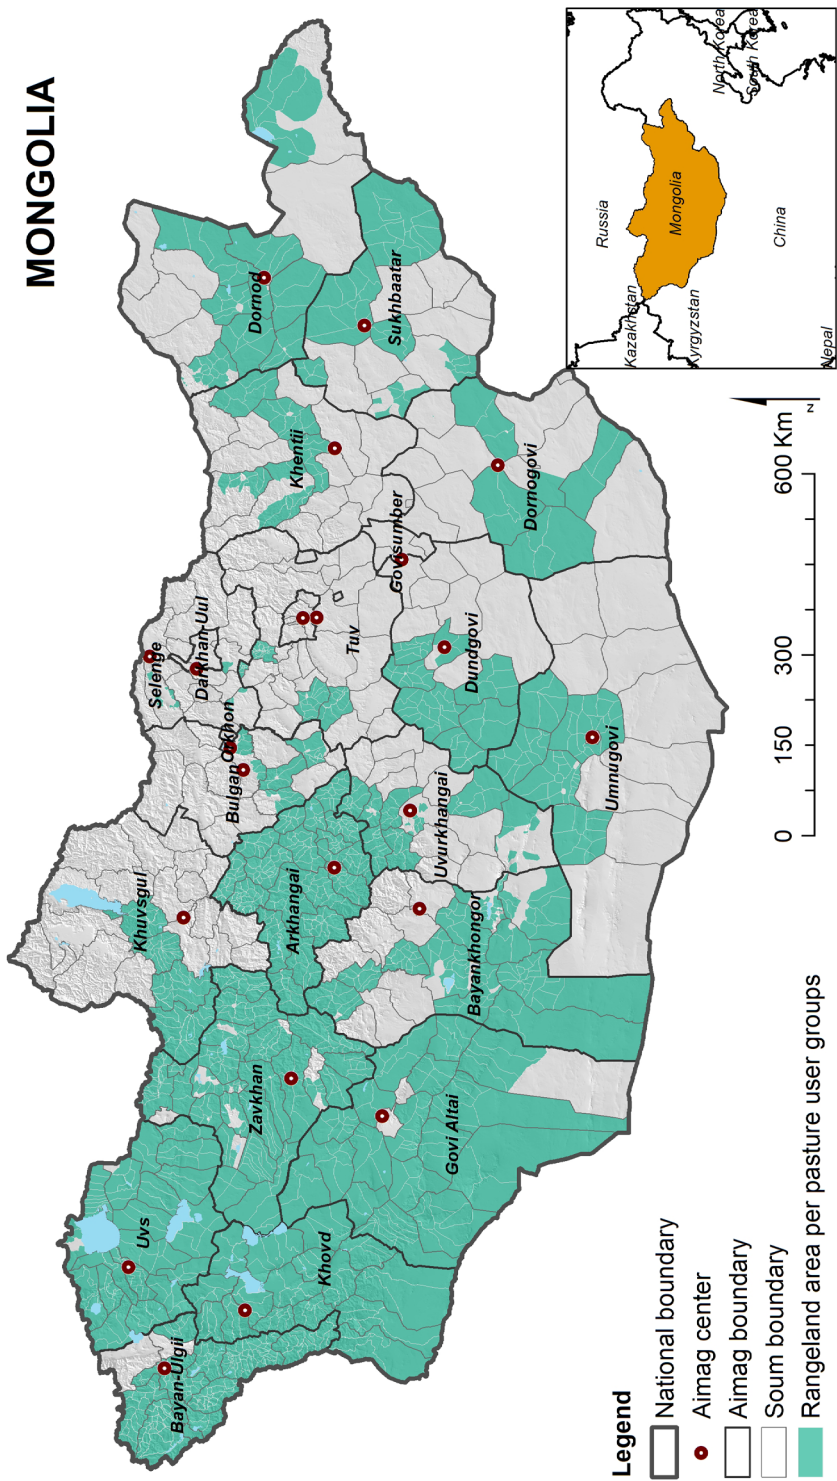 MONGOLIA
Uvs
Bayan-Ulgii
Khovd
Zavkhan
Govi Altai
Khuvsgul
Arkhangai
Bayankhongor
Bulgan
Orkhon
Uvurkhangai
Umnugovi
Selenge
Darkhan-Uul
Tuv
Dundgovi
Govisumber
Khentii
Dornogovi
Dornod
Sukhbaatar
Legend
National boundary
Aimag center
Aimag boundary
Soum boundary
Rangeland area per pasture user groups
0 150 300 600 Km
N
Russia
Kazakhstan
Mongolia
Kyrgyzstan
China
Nepal
North Korea
South Korea